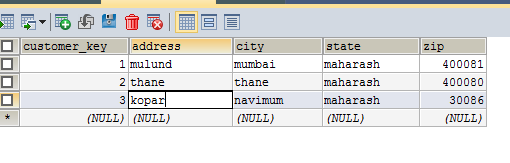 customer_key address city state zip
1 mulund mumbai maharash 400081
2 thane thane maharash 400080
3 kopar navimum maharash 30086
* (NULL) (NULL) (NULL) (NULL) (NULL)